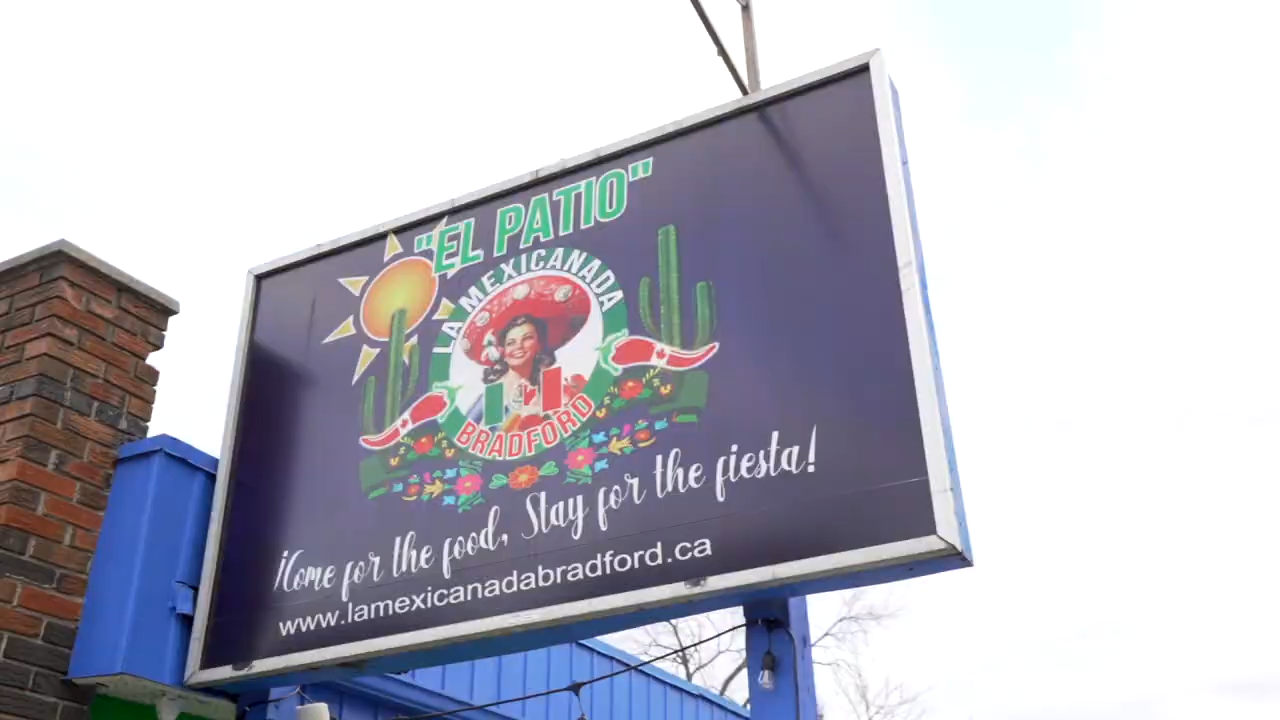 "EL PATIO"
LA MEXICANADA
BRADFORD
¡Come for the food, Stay for the fiesta!
www.lamexicanadabradford.ca